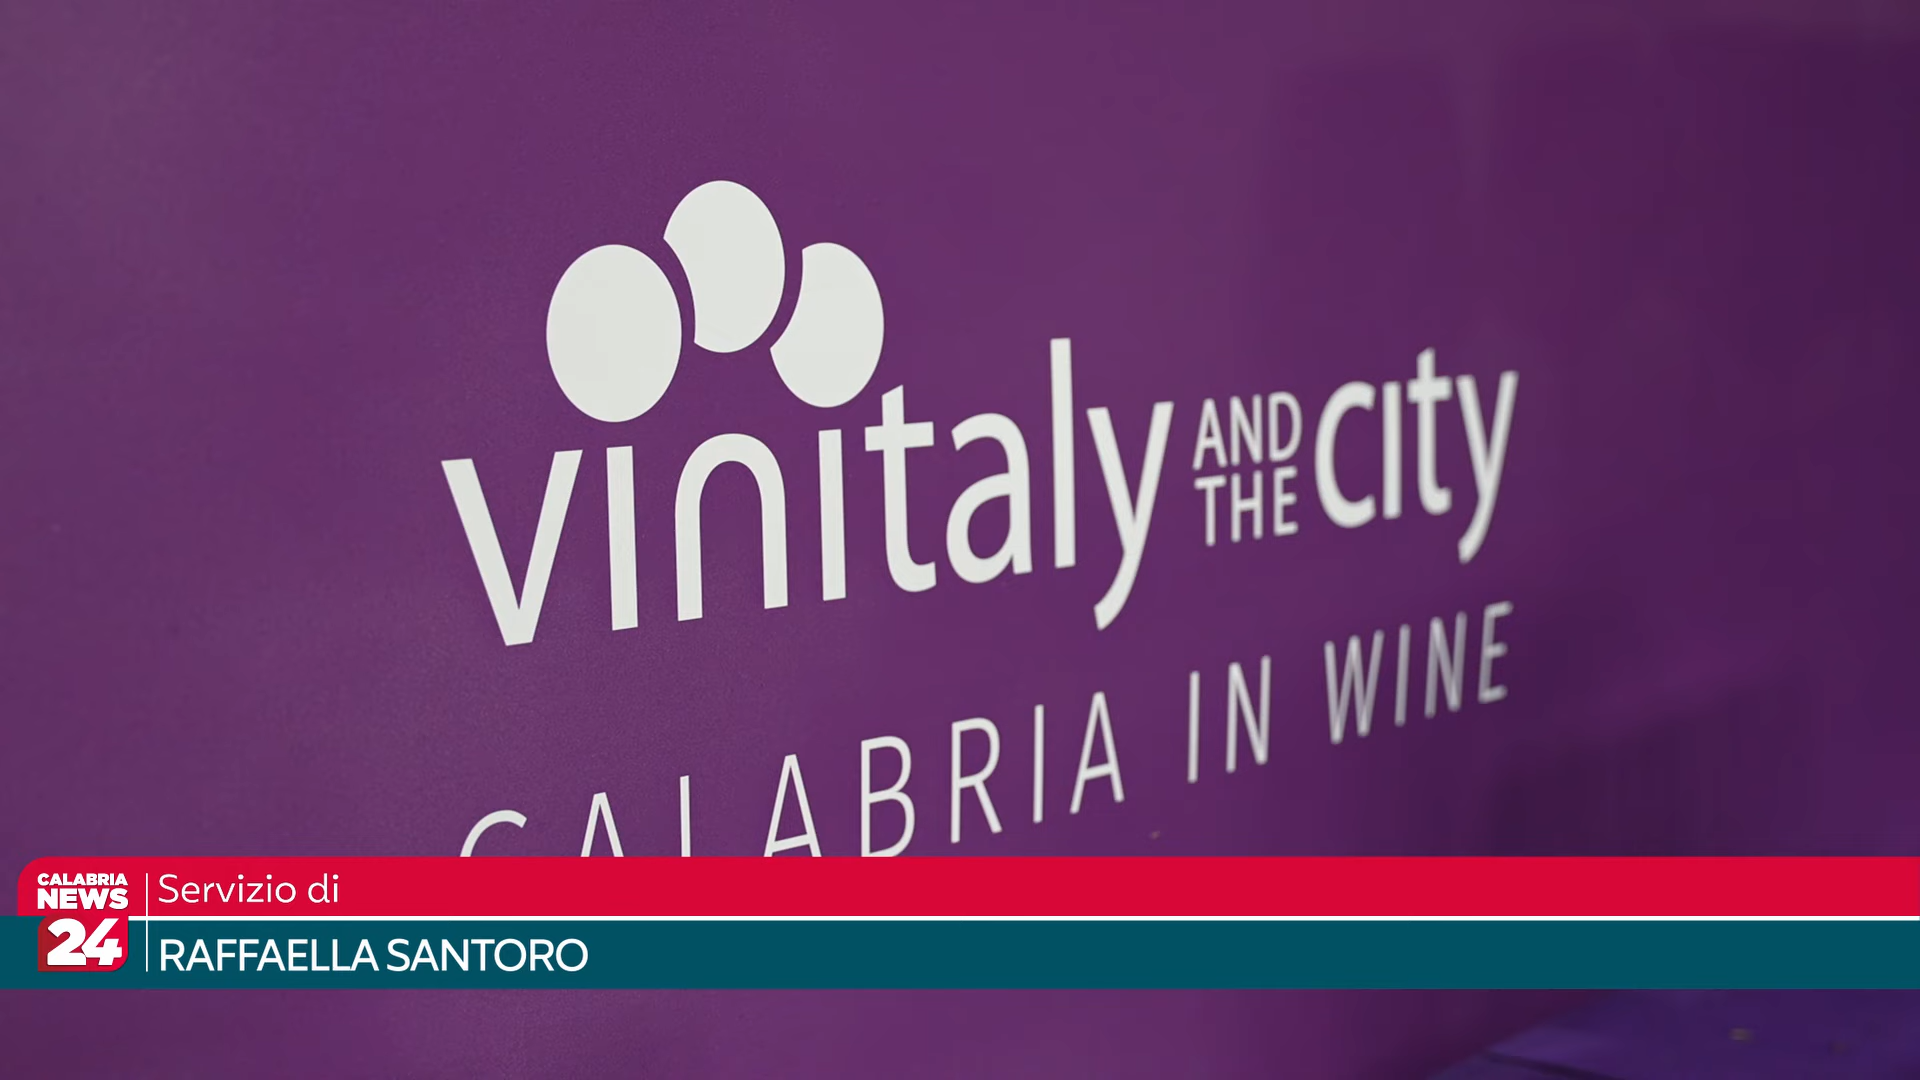 vinitaly AND THE city
CALABRIA IN WINE
CALABRIA NEWS 24
Servizio di
RAFFAELLA SANTORO